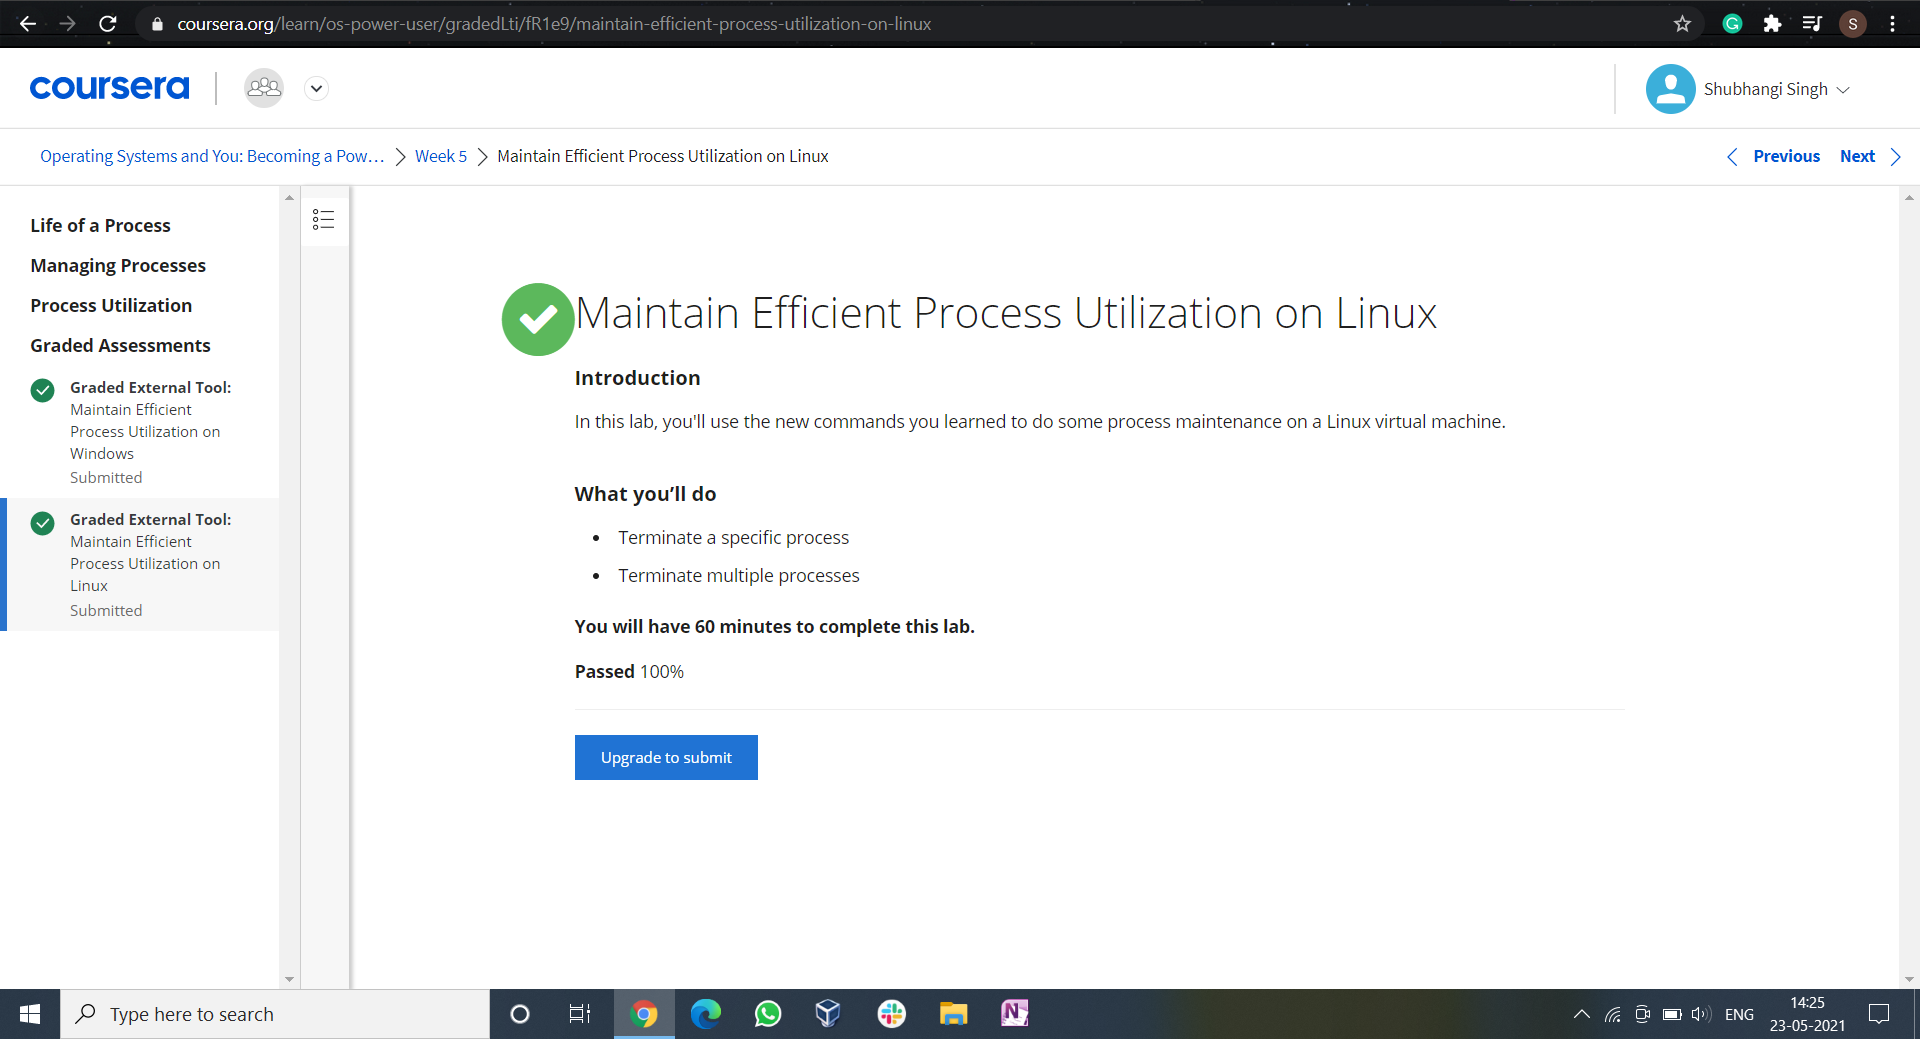 coursera.org/learn/os-power-user/gradedLti/fR1e9/maintain-efficient-process-utilization-on-linux
G
S
coursera
Shubhangi Singh
Operating Systems and You: Becoming a Pow... > Week 5 > Maintain Efficient Process Utilization on Linux
Previous Next
Life of a Process
Managing Processes
Process Utilization
Graded Assessments
Graded External Tool:
Maintain Efficient
Process Utilization on
Windows
Submitted
Graded External Tool:
Maintain Efficient
Process Utilization on
Linux
Submitted
Maintain Efficient Process Utilization on Linux
Introduction
In this lab, you'll use the new commands you learned to do some process maintenance on a Linux virtual machine.
What you’ll do
• Terminate a specific process
• Terminate multiple processes
You will have 60 minutes to complete this lab.
Passed 100%
Upgrade to submit
Type here to search
N
ENG
14:25
23-05-2021